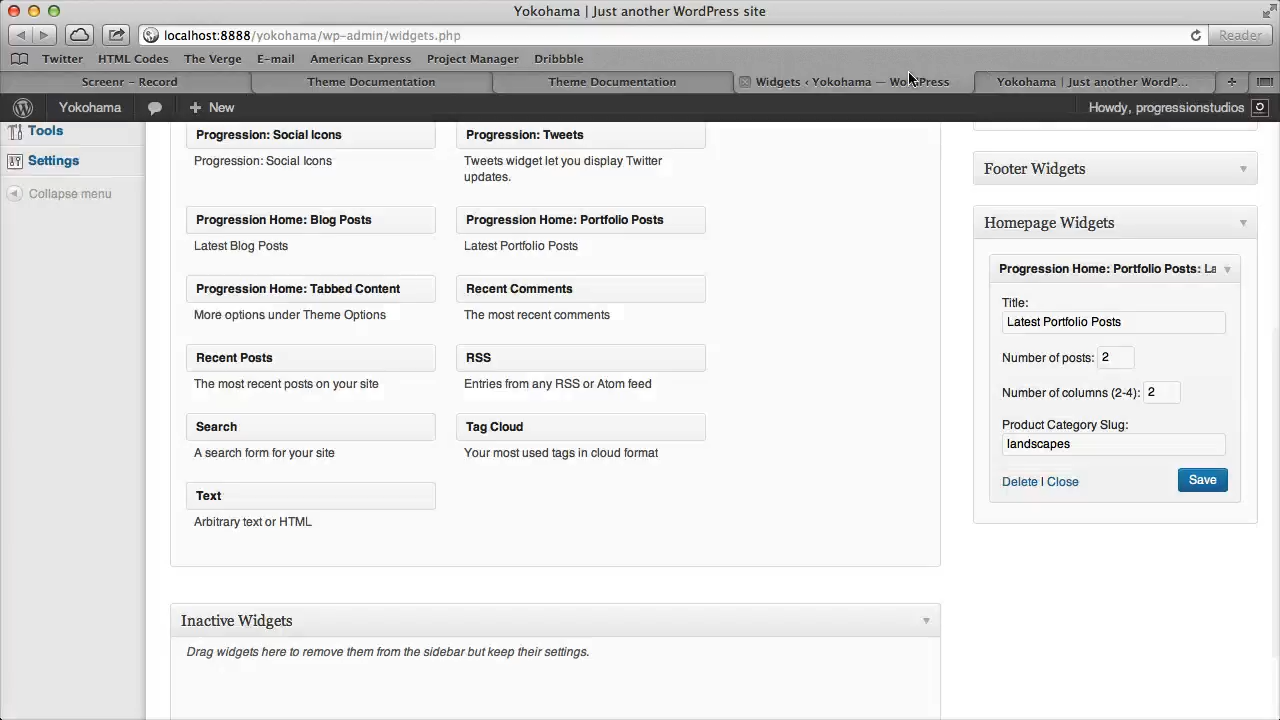 Yokohama | Just another WordPress site
localhost:8888/yokohama/wp-admin/widgets.php
Reader
Twitter HTML Codes The Verge E-mail American Express Project Manager Dribbble
Screenr – Record Theme Documentation Theme Documentation Widgets ‹ Yokohama — WordPress Yokohama | Just another WordP...
Yokohama + New Howdy, progressionstudios
Tools
Settings
Collapse menu
Progression: Social Icons
Progression: Social Icons
Progression: Tweets
Tweets widget let you display Twitter
updates.
Progression Home: Blog Posts
Latest Blog Posts
Progression Home: Portfolio Posts
Latest Portfolio Posts
Progression Home: Tabbed Content
More options under Theme Options
Recent Comments
The most recent comments
Recent Posts
The most recent posts on your site
RSS
Entries from any RSS or Atom feed
Search
A search form for your site
Tag Cloud
Your most used tags in cloud format
Text
Arbitrary text or HTML
Inactive Widgets
Drag widgets here to remove them from the sidebar but keep their settings.
Footer Widgets
Homepage Widgets
Progression Home: Portfolio Posts: La
Title:
Latest Portfolio Posts
Number of posts: 2
Number of columns (2-4): 2
Product Category Slug:
landscapes
Delete | Close Save